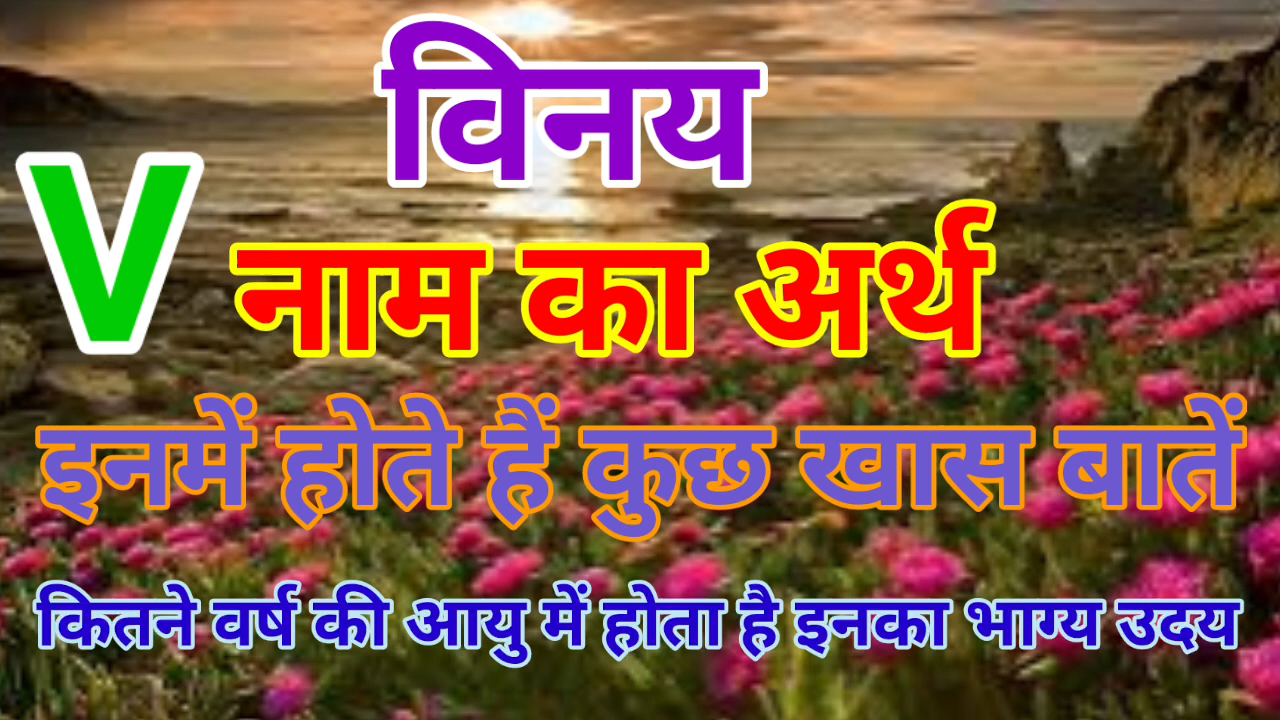 विनय
V
नाम का अर्थ
इनमें होते हैं कुछ खास बातें
कितने वर्ष की आयु में होता है इनका भाग्य उदय